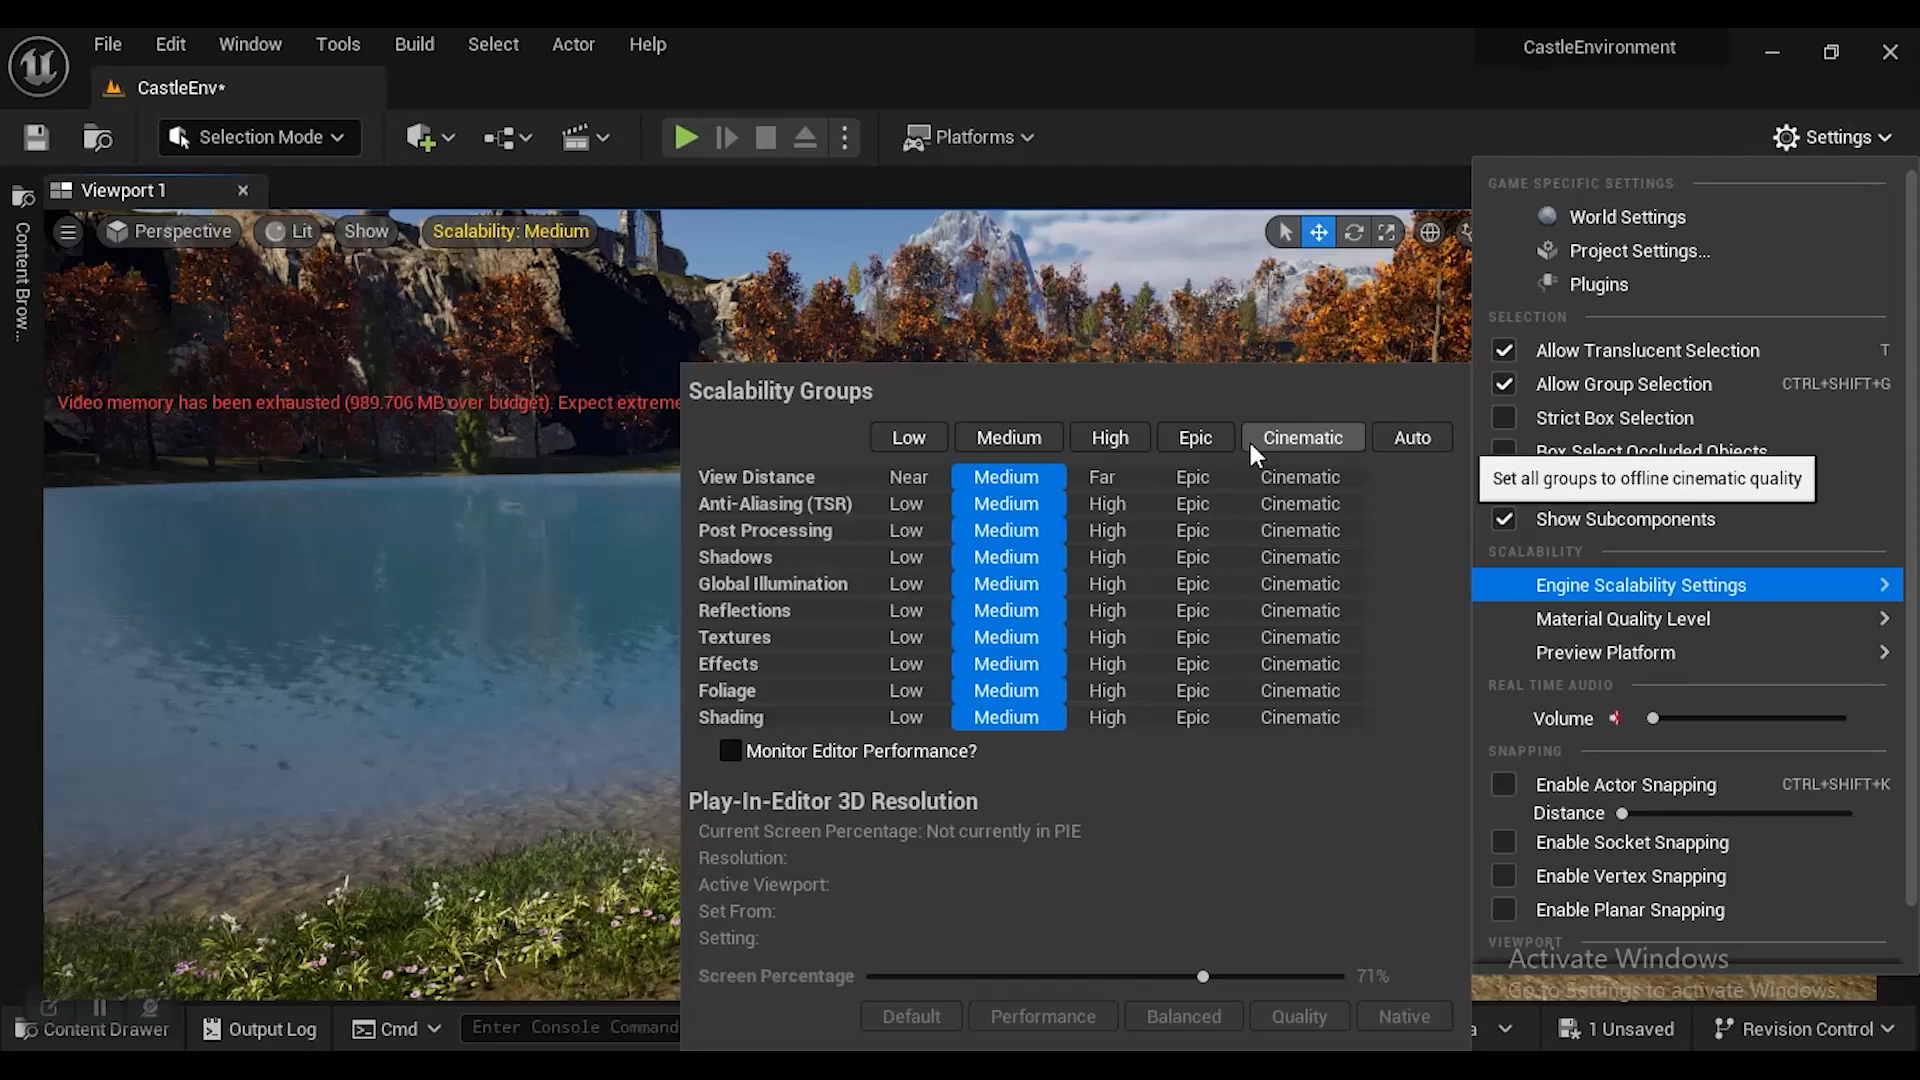 File Edit Window Tools Build Select Actor Help
CastleEnvironment
CastleEnv*
Selection Mode
Platforms
Settings
Viewport 1
Content Brow...
Perspective
Lit
Show
Scalability: Medium
Video memory has been exhausted (989.706 MB over budget). Expect extreme
Scalability Groups
Low Medium High Epic Cinematic Auto
View Distance Near Medium Far Epic Cinematic
Anti-Aliasing (TSR) Low Medium High Epic Cinematic
Post Processing Low Medium High Epic Cinematic
Shadows Low Medium High Epic Cinematic
Global Illumination Low Medium High Epic Cinematic
Reflections Low Medium High Epic Cinematic
Textures Low Medium High Epic Cinematic
Effects Low Medium High Epic Cinematic
Foliage Low Medium High Epic Cinematic
Shading Low Medium High Epic Cinematic
Monitor Editor Performance?
Play-In-Editor 3D Resolution
Current Screen Percentage: Not currently in PIE
Resolution:
Active Viewport:
Set From:
Setting:
Screen Percentage 71%
Default Performance Balanced Quality Native
GAME SPECIFIC SETTINGS
World Settings
Project Settings...
Plugins
SELECTION
Allow Translucent Selection T
Allow Group Selection CTRL+SHIFT+G
Strict Box Selection
Box Select Occluded Objects
Set all groups to offline cinematic quality
Show Subcomponents
SCALABILITY
Engine Scalability Settings
Material Quality Level
Preview Platform
REAL TIME AUDIO
Volume
SNAPPING
Enable Actor Snapping CTRL+SHIFT+K
Distance
Enable Socket Snapping
Enable Vertex Snapping
Enable Planar Snapping
VIEWPORT
Activate Windows
Go to Settings to activate Windows.
Content Drawer
Output Log
Cmd
Enter Console Command
a
1 Unsaved
Revision Control